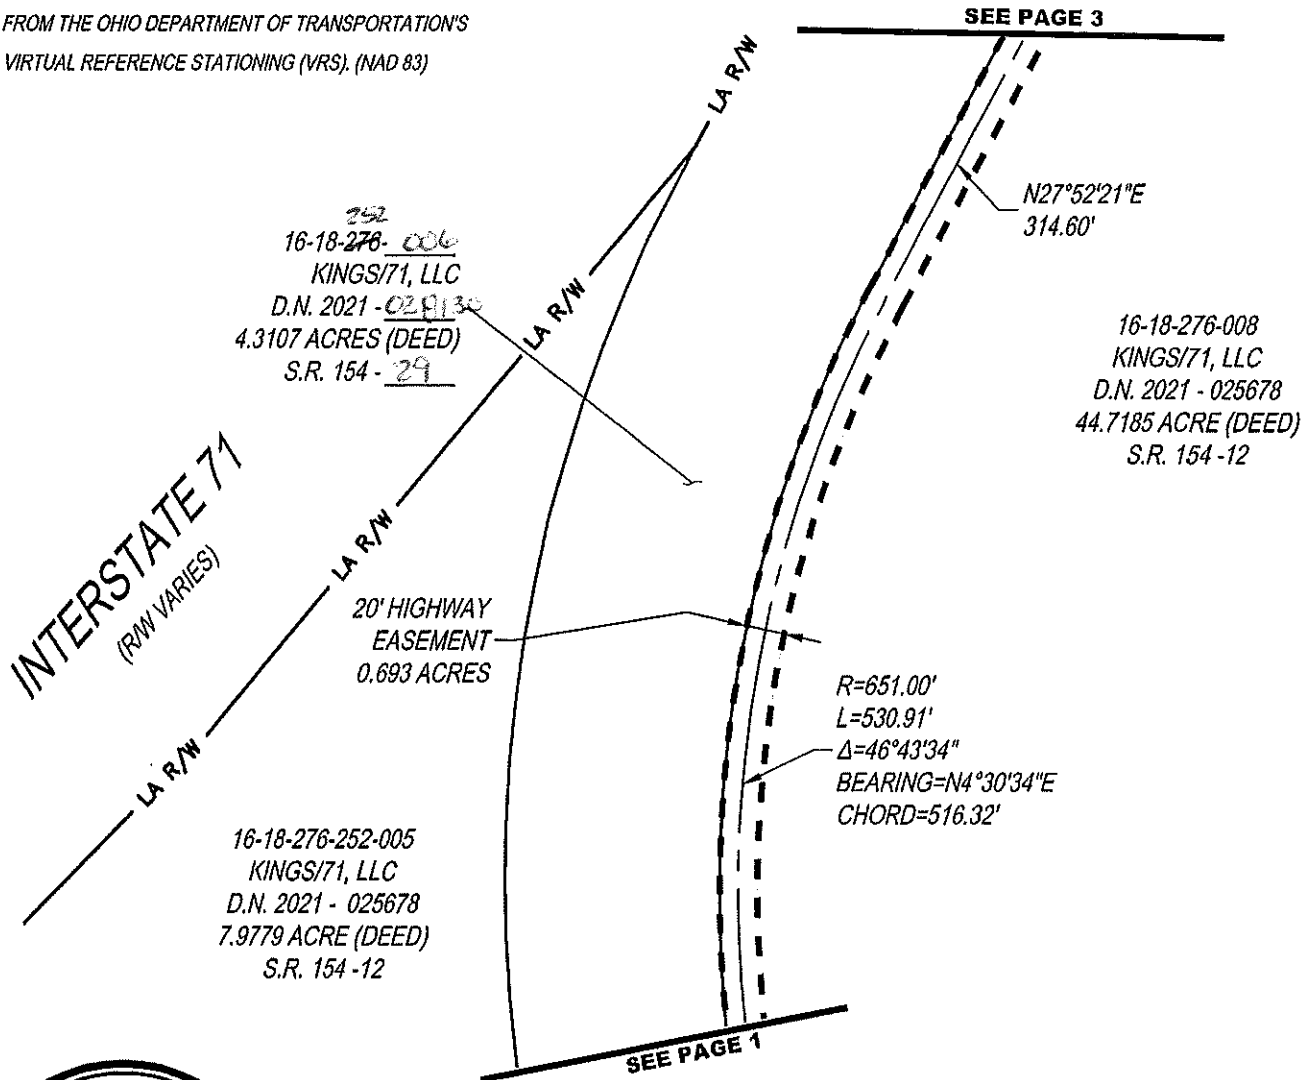 FROM THE OHIO DEPARTMENT OF TRANSPORTATION'S
VIRTUAL REFERENCE STATIONING (VRS). (NAD 83)
SEE PAGE 3
LA R/W
N27°52'21"E
314.60'
252
16-18-276- 006
KINGS/71, LLC
D.N. 2021 -
4.3107 ACRES (DEED)
S.R. 154 - 29
LA R/W
16-18-276-008
KINGS/71, LLC
D.N. 2021 - 025678
44.7185 ACRE (DEED)
S.R. 154 -12
INTERSTATE 71
(R/W VARIES)
LA R/W
20' HIGHWAY
EASEMENT
0.693 ACRES
R=651.00'
L=530.91'
Δ=46°43'34"
BEARING=N4°30'34"E
CHORD=516.32'
LA R/W
16-18-276-252-005
KINGS/71, LLC
D.N. 2021 - 025678
7.9779 ACRE (DEED)
S.R. 154 -12
SEE PAGE 1